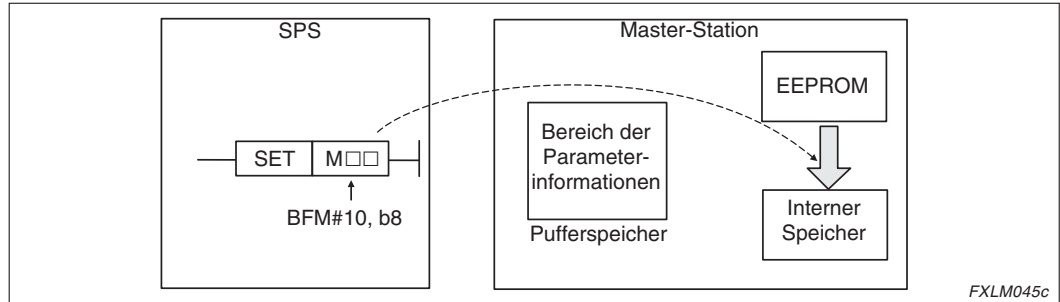 SPS
SET M□□
BFM#10, b8
Master-Station
EEPROM
Bereich der
Parameter-
informationen
Pufferspeicher
Interner
Speicher
FXLM045c